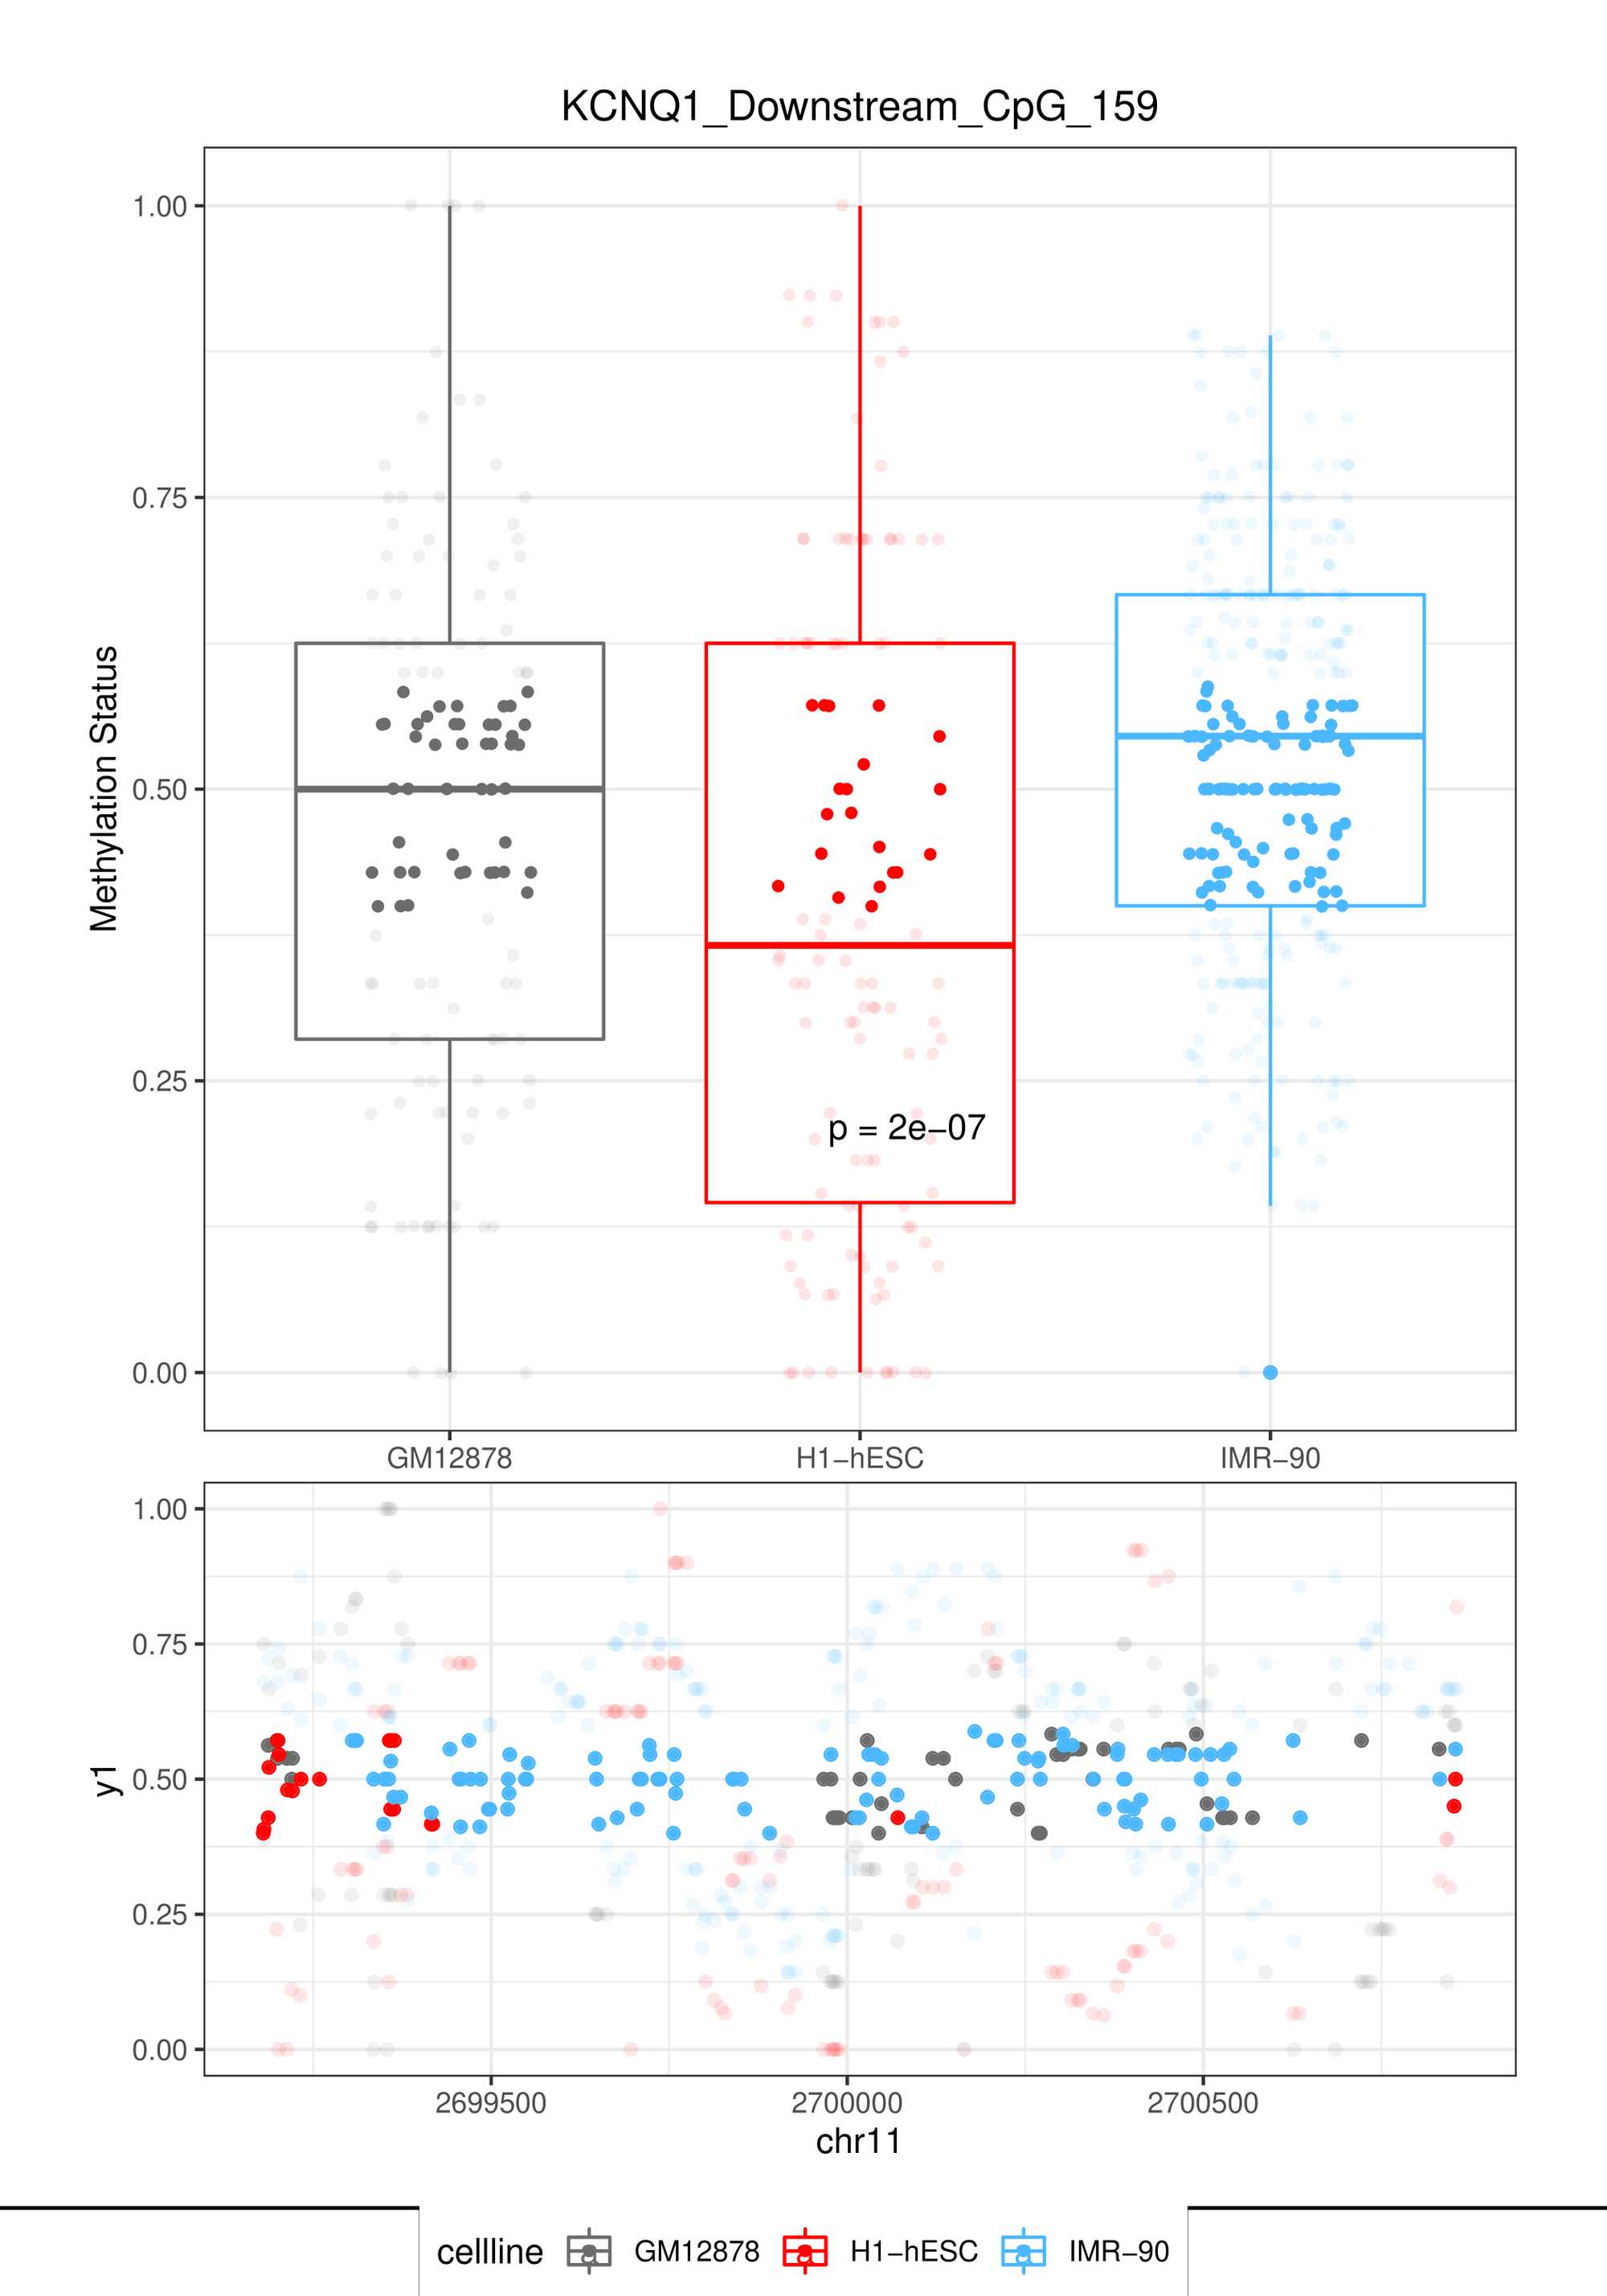 KCNQ1_Downstream_CpG_159
Methylation Status
1.00
0.75
0.50
0.25
0.00
p = 2e−07
GM12878 H1−hESC IMR−90
y1
1.00
0.75
0.50
0.25
0.00
2699500 2700000 2700500
chr11
cellline GM12878 H1−hESC IMR−90